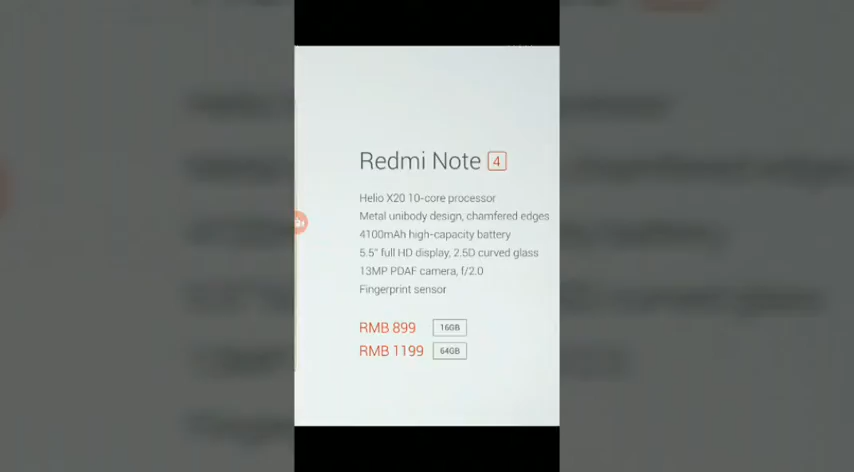 Redmi Note 4
Helio X20 10-core processor
Metal unibody design, chamfered edges
4100mAh high-capacity battery
5.5" full HD display, 2.5D curved glass
13MP PDAF camera, f/2.0
Fingerprint sensor
RMB 899 16GB
RMB 1199 64GB